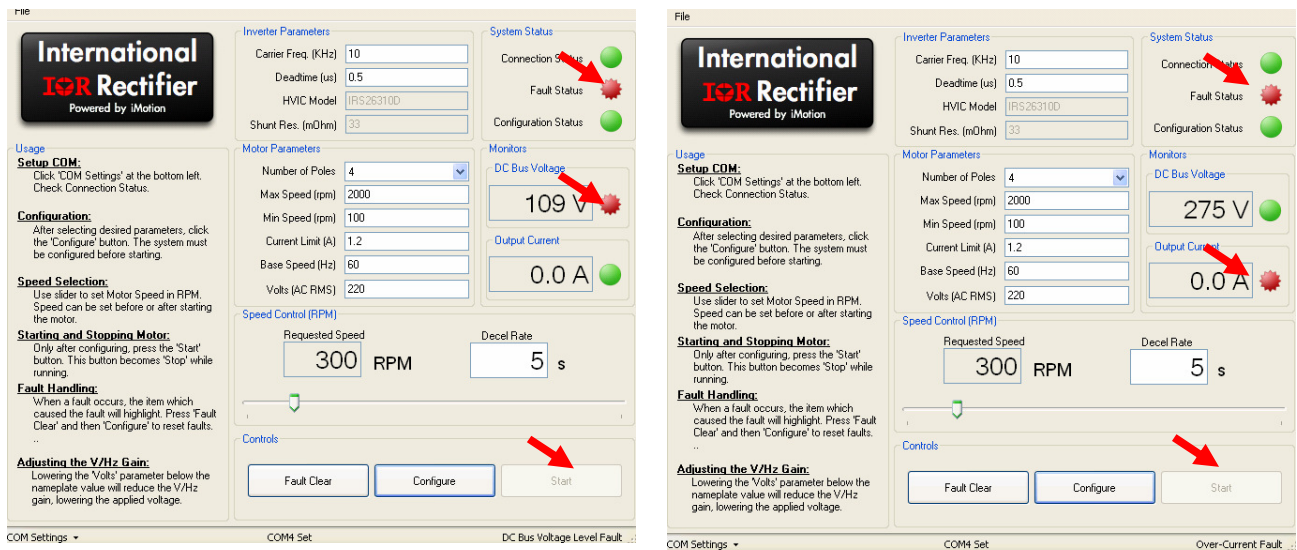 File
International
IOR Rectifier
Powered by iMotion
Inverter Parameters
Carrier Freq. (KHz) 10
Deadtime (us) 0.5
HVIC Model IRS26310D
Shunt Res. (mOhm) 33
System Status
Connection Status
Fault Status
Configuration Status
Usage
Setup COM:
Click 'COM Settings' at the bottom left.
Check Connection Status.
Configuration:
After selecting desired parameters, click
the 'Configure' button. The system must
be configured before starting.
Speed Selection:
Use slider to set Motor Speed in RPM.
Speed can be set before or after starting
the motor.
Starting and Stopping Motor:
Only after configuring, press the 'Start'
button. This button becomes 'Stop' while
running.
Fault Handling:
When a fault occurs, the item which
caused the fault will highlight. Press 'Fault
Clear' and then 'Configure' to reset faults.
..
Adjusting the V/Hz Gain:
Lowering the 'Volts' parameter below the
nameplate value will reduce the V/Hz
gain, lowering the applied voltage.
Motor Parameters
Number of Poles 4
Max Speed (rpm) 2000
Min Speed (rpm) 100
Current Limit (A) 1.2
Base Speed (Hz) 60
Volts (AC RMS) 220
Monitors
DC Bus Voltage
109 V
Output Current
0.0 A
Speed Control (RPM)
Requested Speed
300 RPM
Decel Rate
5 s
Controls
Fault Clear
Configure
Start
COM Settings
COM4 Set
DC Bus Voltage Level Fault
File
International
IOR Rectifier
Powered by iMotion
Inverter Parameters
Carrier Freq. (KHz) 10
Deadtime (us) 0.5
HVIC Model IRS26310D
Shunt Res. (mOhm) 33
System Status
Connection Status
Fault Status
Configuration Status
Usage
Setup COM:
Click 'COM Settings' at the bottom left.
Check Connection Status.
Configuration:
After selecting desired parameters, click
the 'Configure' button. The system must
be configured before starting.
Speed Selection:
Use slider to set Motor Speed in RPM.
Speed can be set before or after starting
the motor.
Starting and Stopping Motor:
Only after configuring, press the 'Start'
button. This button becomes 'Stop' while
running.
Fault Handling:
When a fault occurs, the item which
caused the fault will highlight. Press 'Fault
Clear' and then 'Configure' to reset faults.
..
Adjusting the V/Hz Gain:
Lowering the 'Volts' parameter below the
nameplate value will reduce the V/Hz
gain, lowering the applied voltage.
Motor Parameters
Number of Poles 4
Max Speed (rpm) 2000
Min Speed (rpm) 100
Current Limit (A) 1.2
Base Speed (Hz) 60
Volts (AC RMS) 220
Monitors
DC Bus Voltage
275 V
Output Current
0.0 A
Speed Control (RPM)
Requested Speed
300 RPM
Decel Rate
5 s
Controls
Fault Clear
Configure
Start
COM Settings
COM4 Set
Over-Current Fault